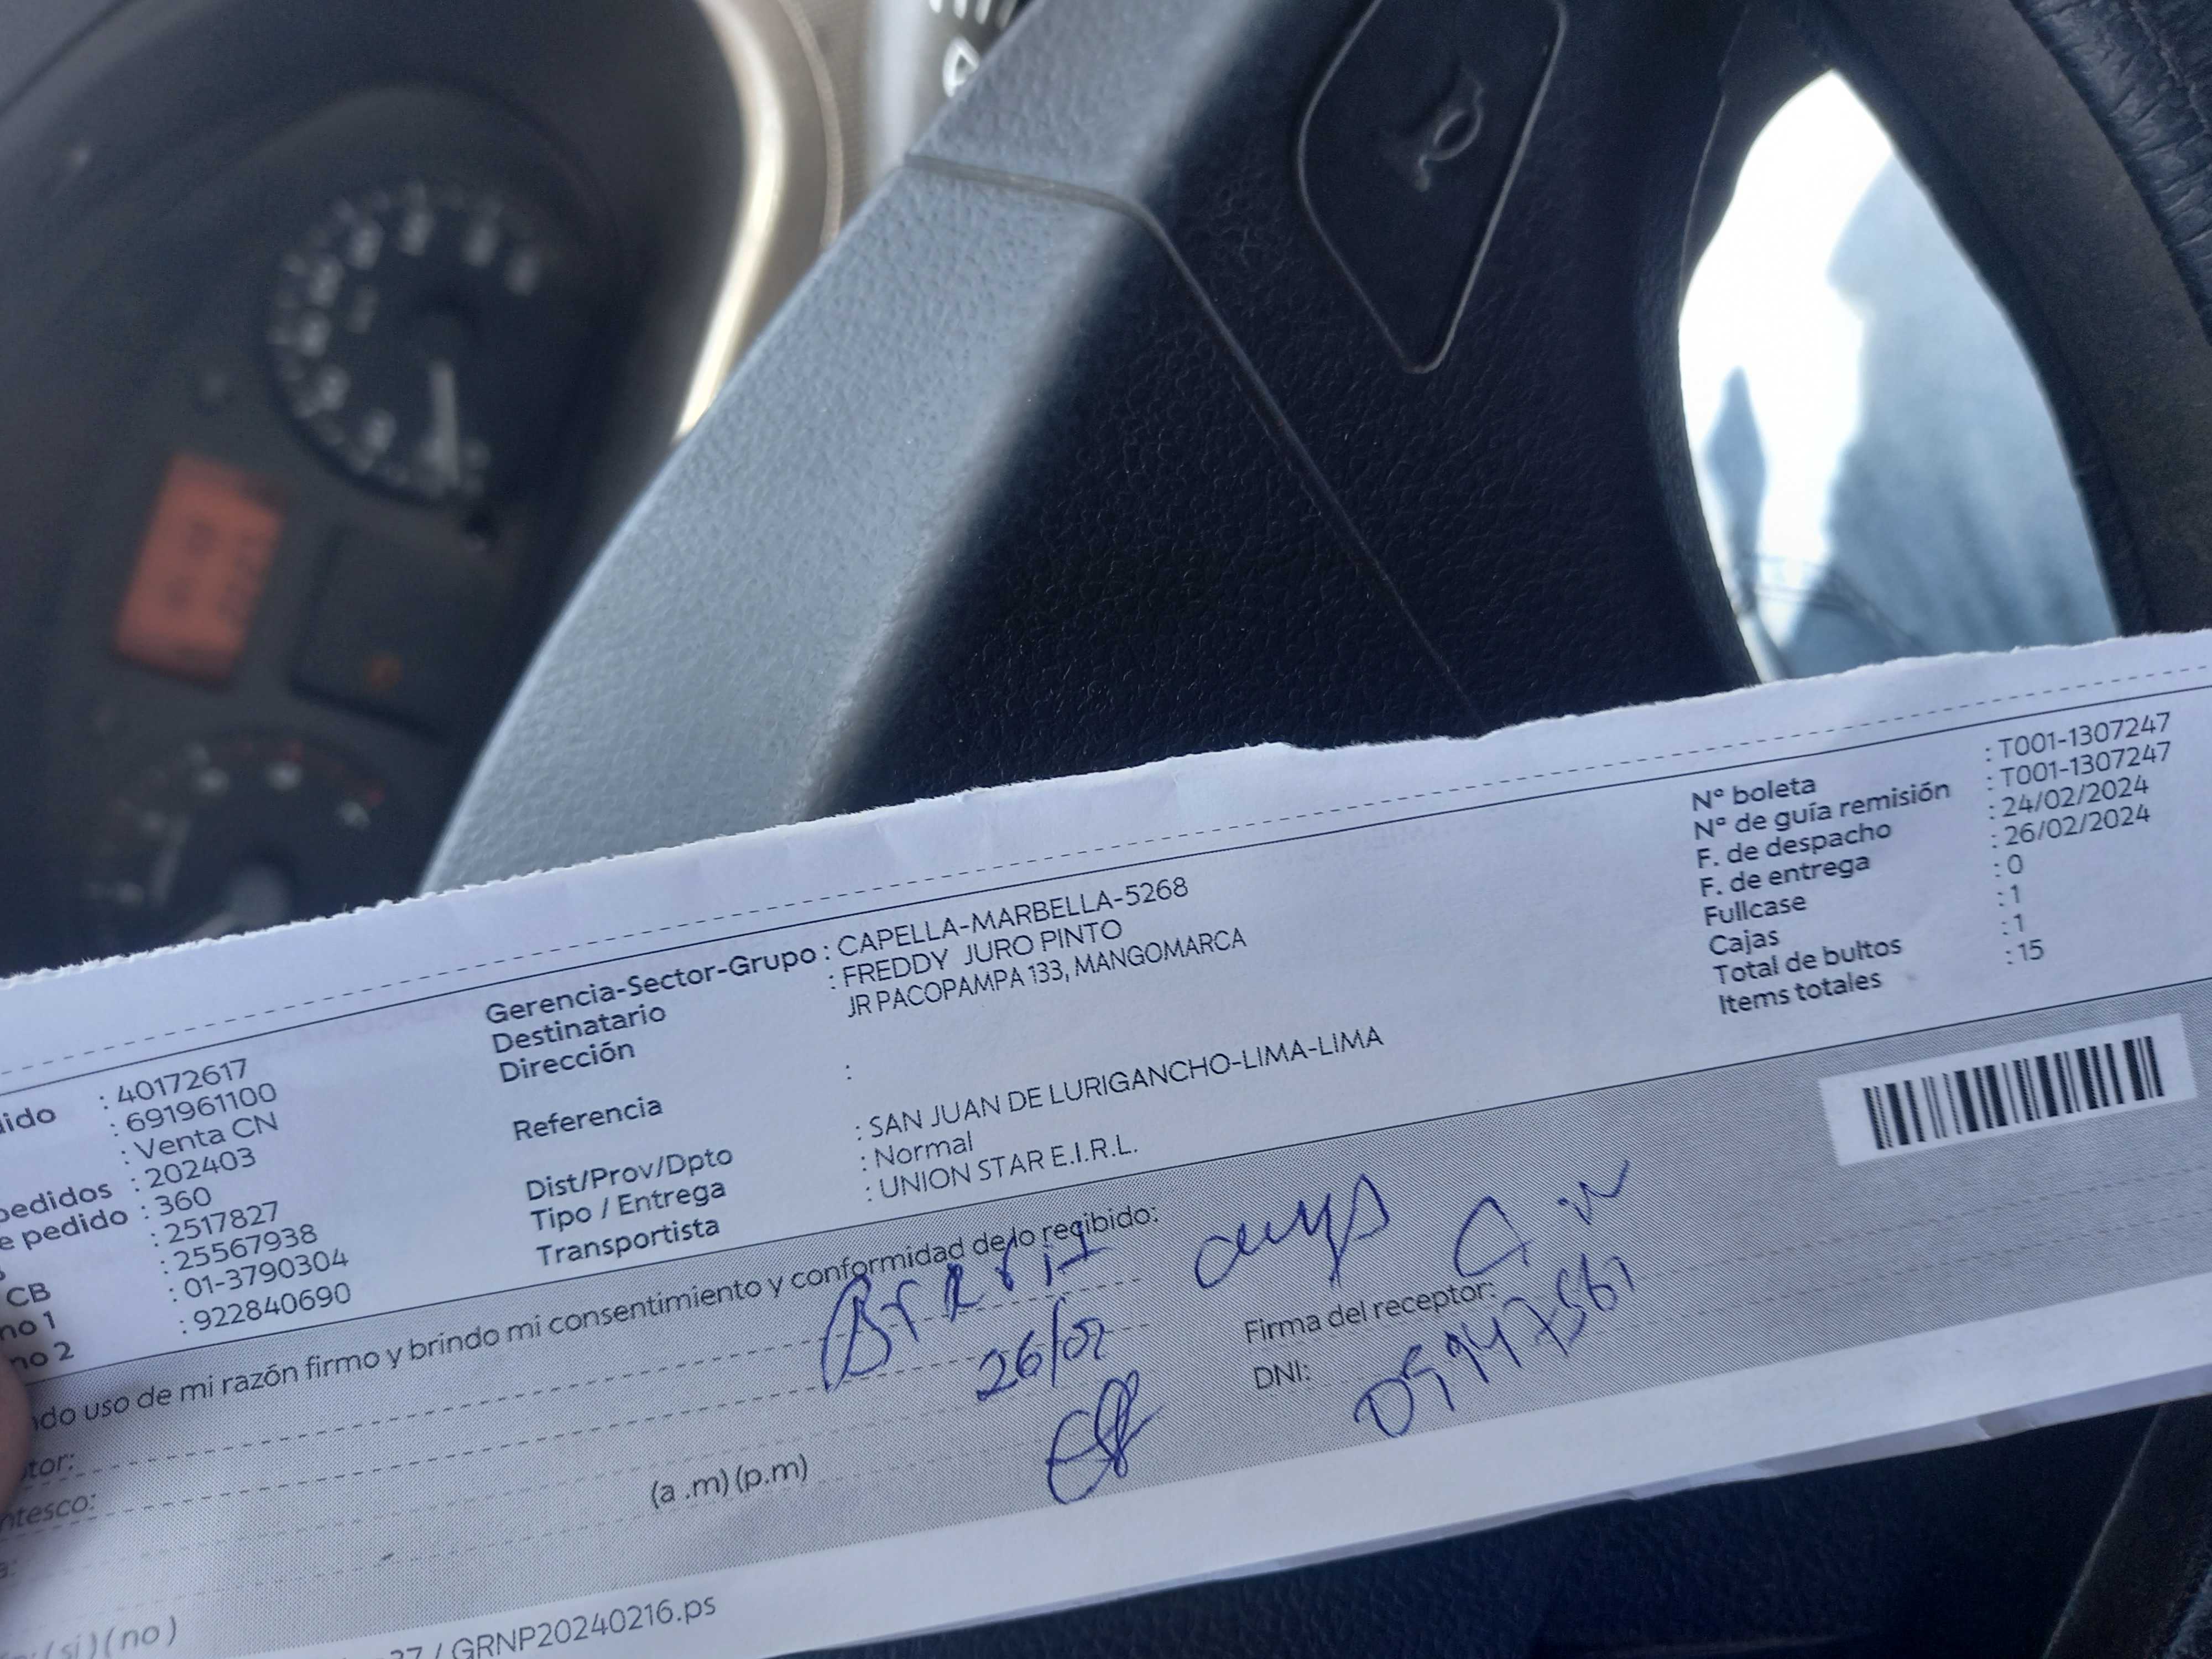 N° boleta : T001-1307247
N° de guía remisión : T001-1307247
F. de despacho : 24/02/2024
F. de entrega : 26/02/2024
Fullcase : 0
Cajas : 1
Total de bultos : 1
Items totales : 15
Gerencia-Sector-Grupo : CAPELLA-MARBELLA-5268
Destinatario : FREDDY JURO PINTO
Dirección JR PACOPAMPA 133, MANGOMARCA
Referencia :
Dist/Prov/Dpto : SAN JUAN DE LURIGANCHO-LIMA-LIMA
Tipo / Entrega : Normal
Transportista : UNION STAR E.I.R.L.
ido : 40172617
: 691961100
: Venta CN
pedidos : 202403
e pedido : 360
: 2517827
CB : 25567938
no 1 : 01-3790304
no 2 : 922840690
ndo uso de mi razón firmo y brindo mi consentimiento y conformidad de lo recibido:
tor:
ntesco:
26/02
Firma del receptor:
DNI:
(a .m) (p.m)
(si) (no)
27 / GRNP20240216.ps